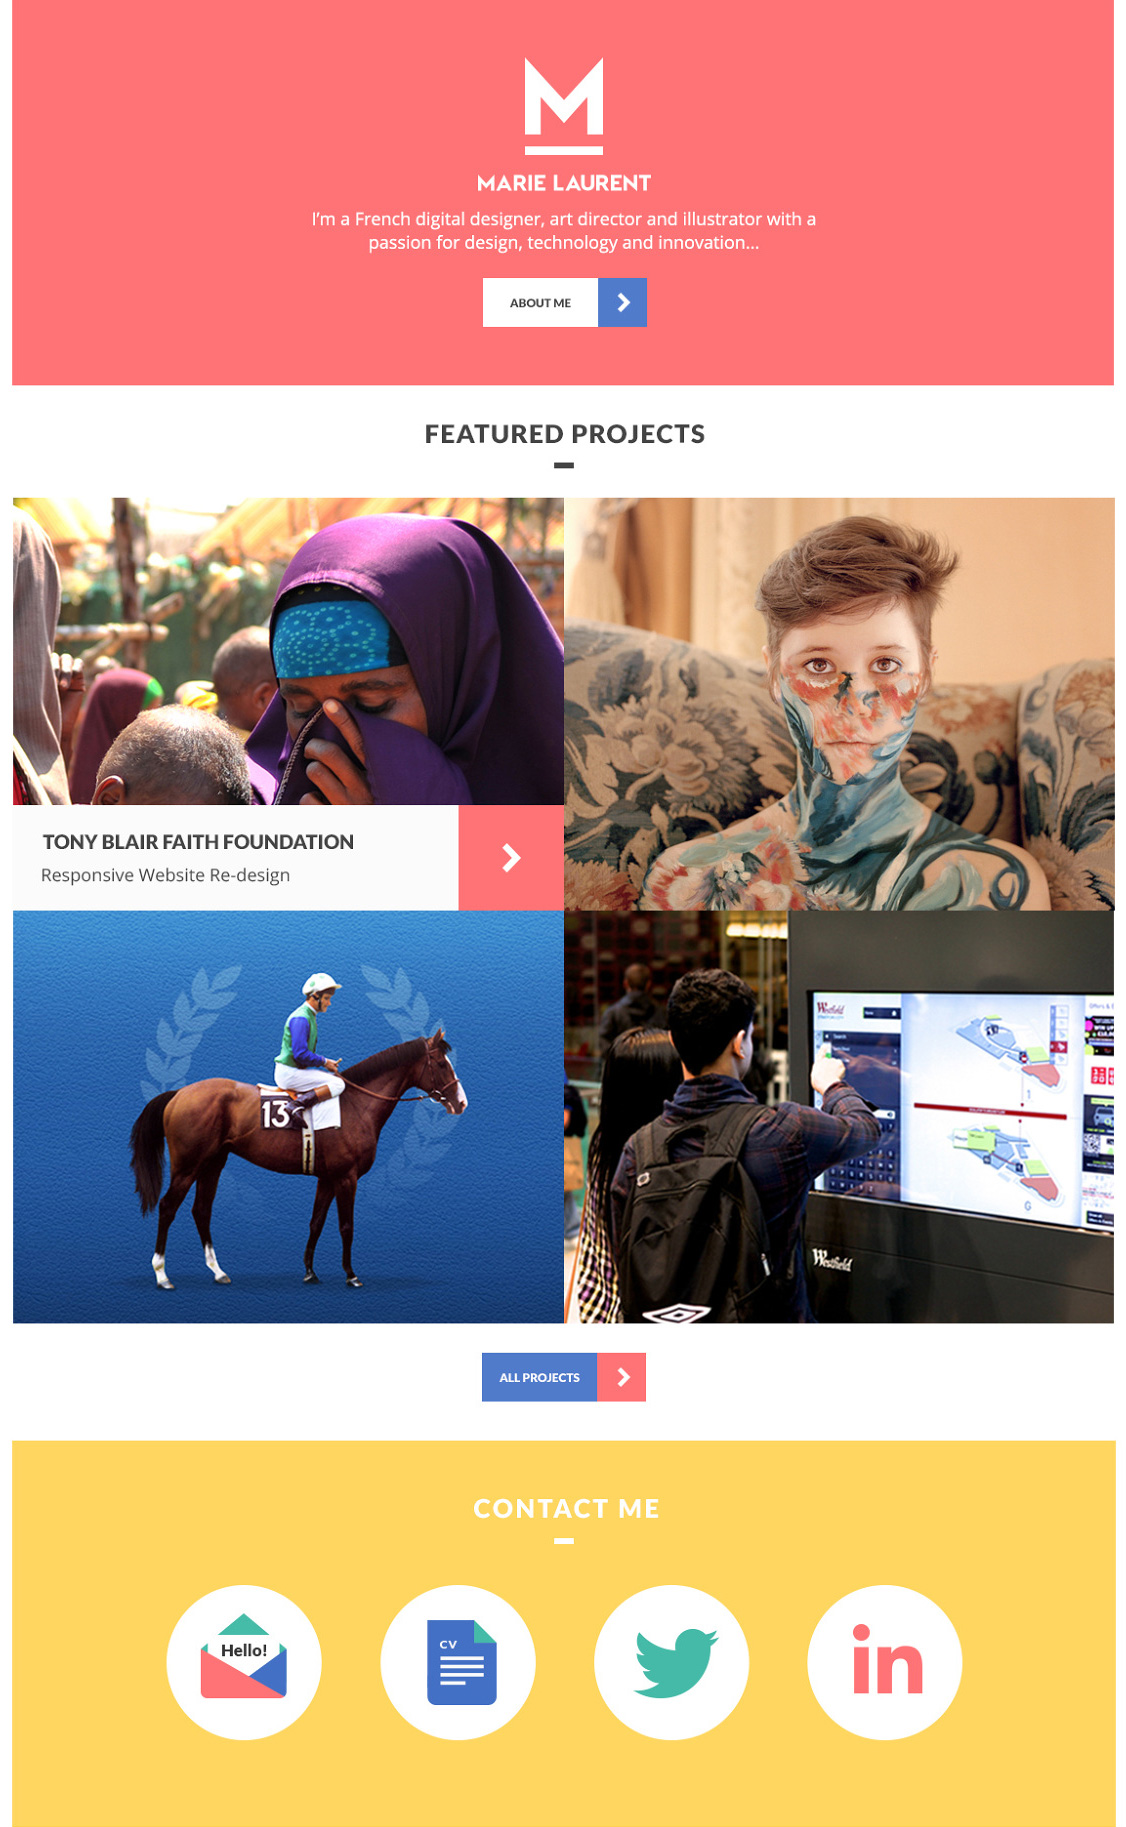 M
MARIE LAURENT
I'm a French digital designer, art director and illustrator with a
passion for design, technology and innovation...
ABOUT ME
FEATURED PROJECTS
TONY BLAIR FAITH FOUNDATION
Responsive Website Re-design
13
Westfield
Westfield
G
ALL PROJECTS
CONTACT ME
Hello!
CV
in